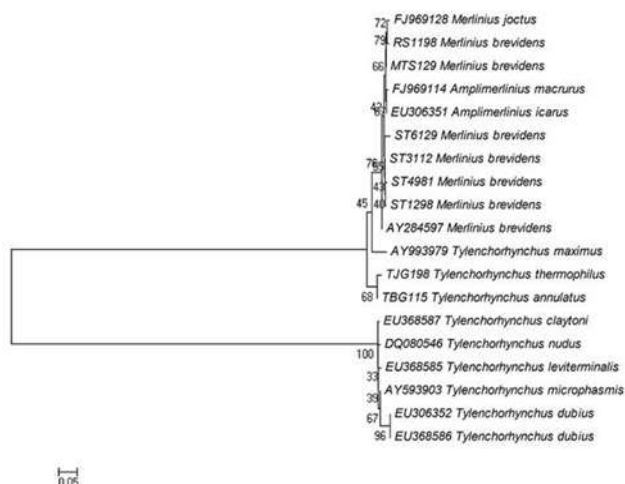 72
FJ969128 Merlinius joctus
79
RS1198 Merlinius brevidens
66
MTS129 Merlinius brevidens
FJ969114 Amplimerlinius macrurus
EU306351 Amplimerlinius icarus
ST6129 Merlinius brevidens
ST3112 Merlinius brevidens
43
ST4981 Merlinius brevidens
45
40
ST1298 Merlinius brevidens
AY284597 Merlinius brevidens
AY993979 Tylenchorhynchus maximus
TJG198 Tylenchorhynchus thermophilus
68
TBG115 Tylenchorhynchus annulatus
EU368587 Tylenchorhynchus claytoni
DQ080546 Tylenchorhynchus nudus
100
EU368585 Tylenchorhynchus leviterminalis
33
AY593903 Tylenchorhynchus microphasmis
39
EU306352 Tylenchorhynchus dubius
67
EU368586 Tylenchorhynchus dubius
96
0.05